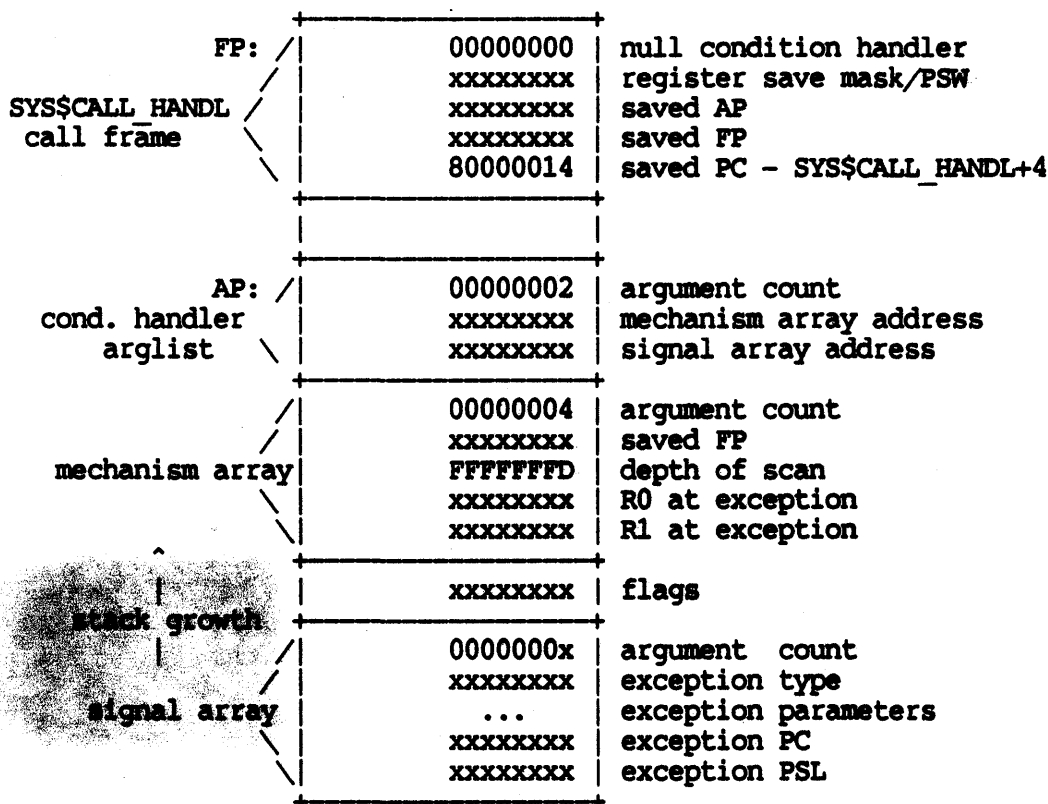 FP: 00000000 null condition handler
xxxxxxxx register save mask/PSW
SYS$CALL_HANDL xxxxxxxx saved AP
call frame xxxxxxxx saved FP
80000014 saved PC - SYS$CALL_HANDL+4
AP: 00000002 argument count
cond. handler xxxxxxxx mechanism array address
arglist xxxxxxxx signal array address
00000004 argument count
xxxxxxxx saved FP
mechanism array FFFFFFFD depth of scan
xxxxxxxx R0 at exception
xxxxxxxx R1 at exception
xxxxxxxx flags
stack growth
0000000x argument count
xxxxxxxx exception type
signal array ... exception parameters
xxxxxxxx exception PC
xxxxxxxx exception PSL